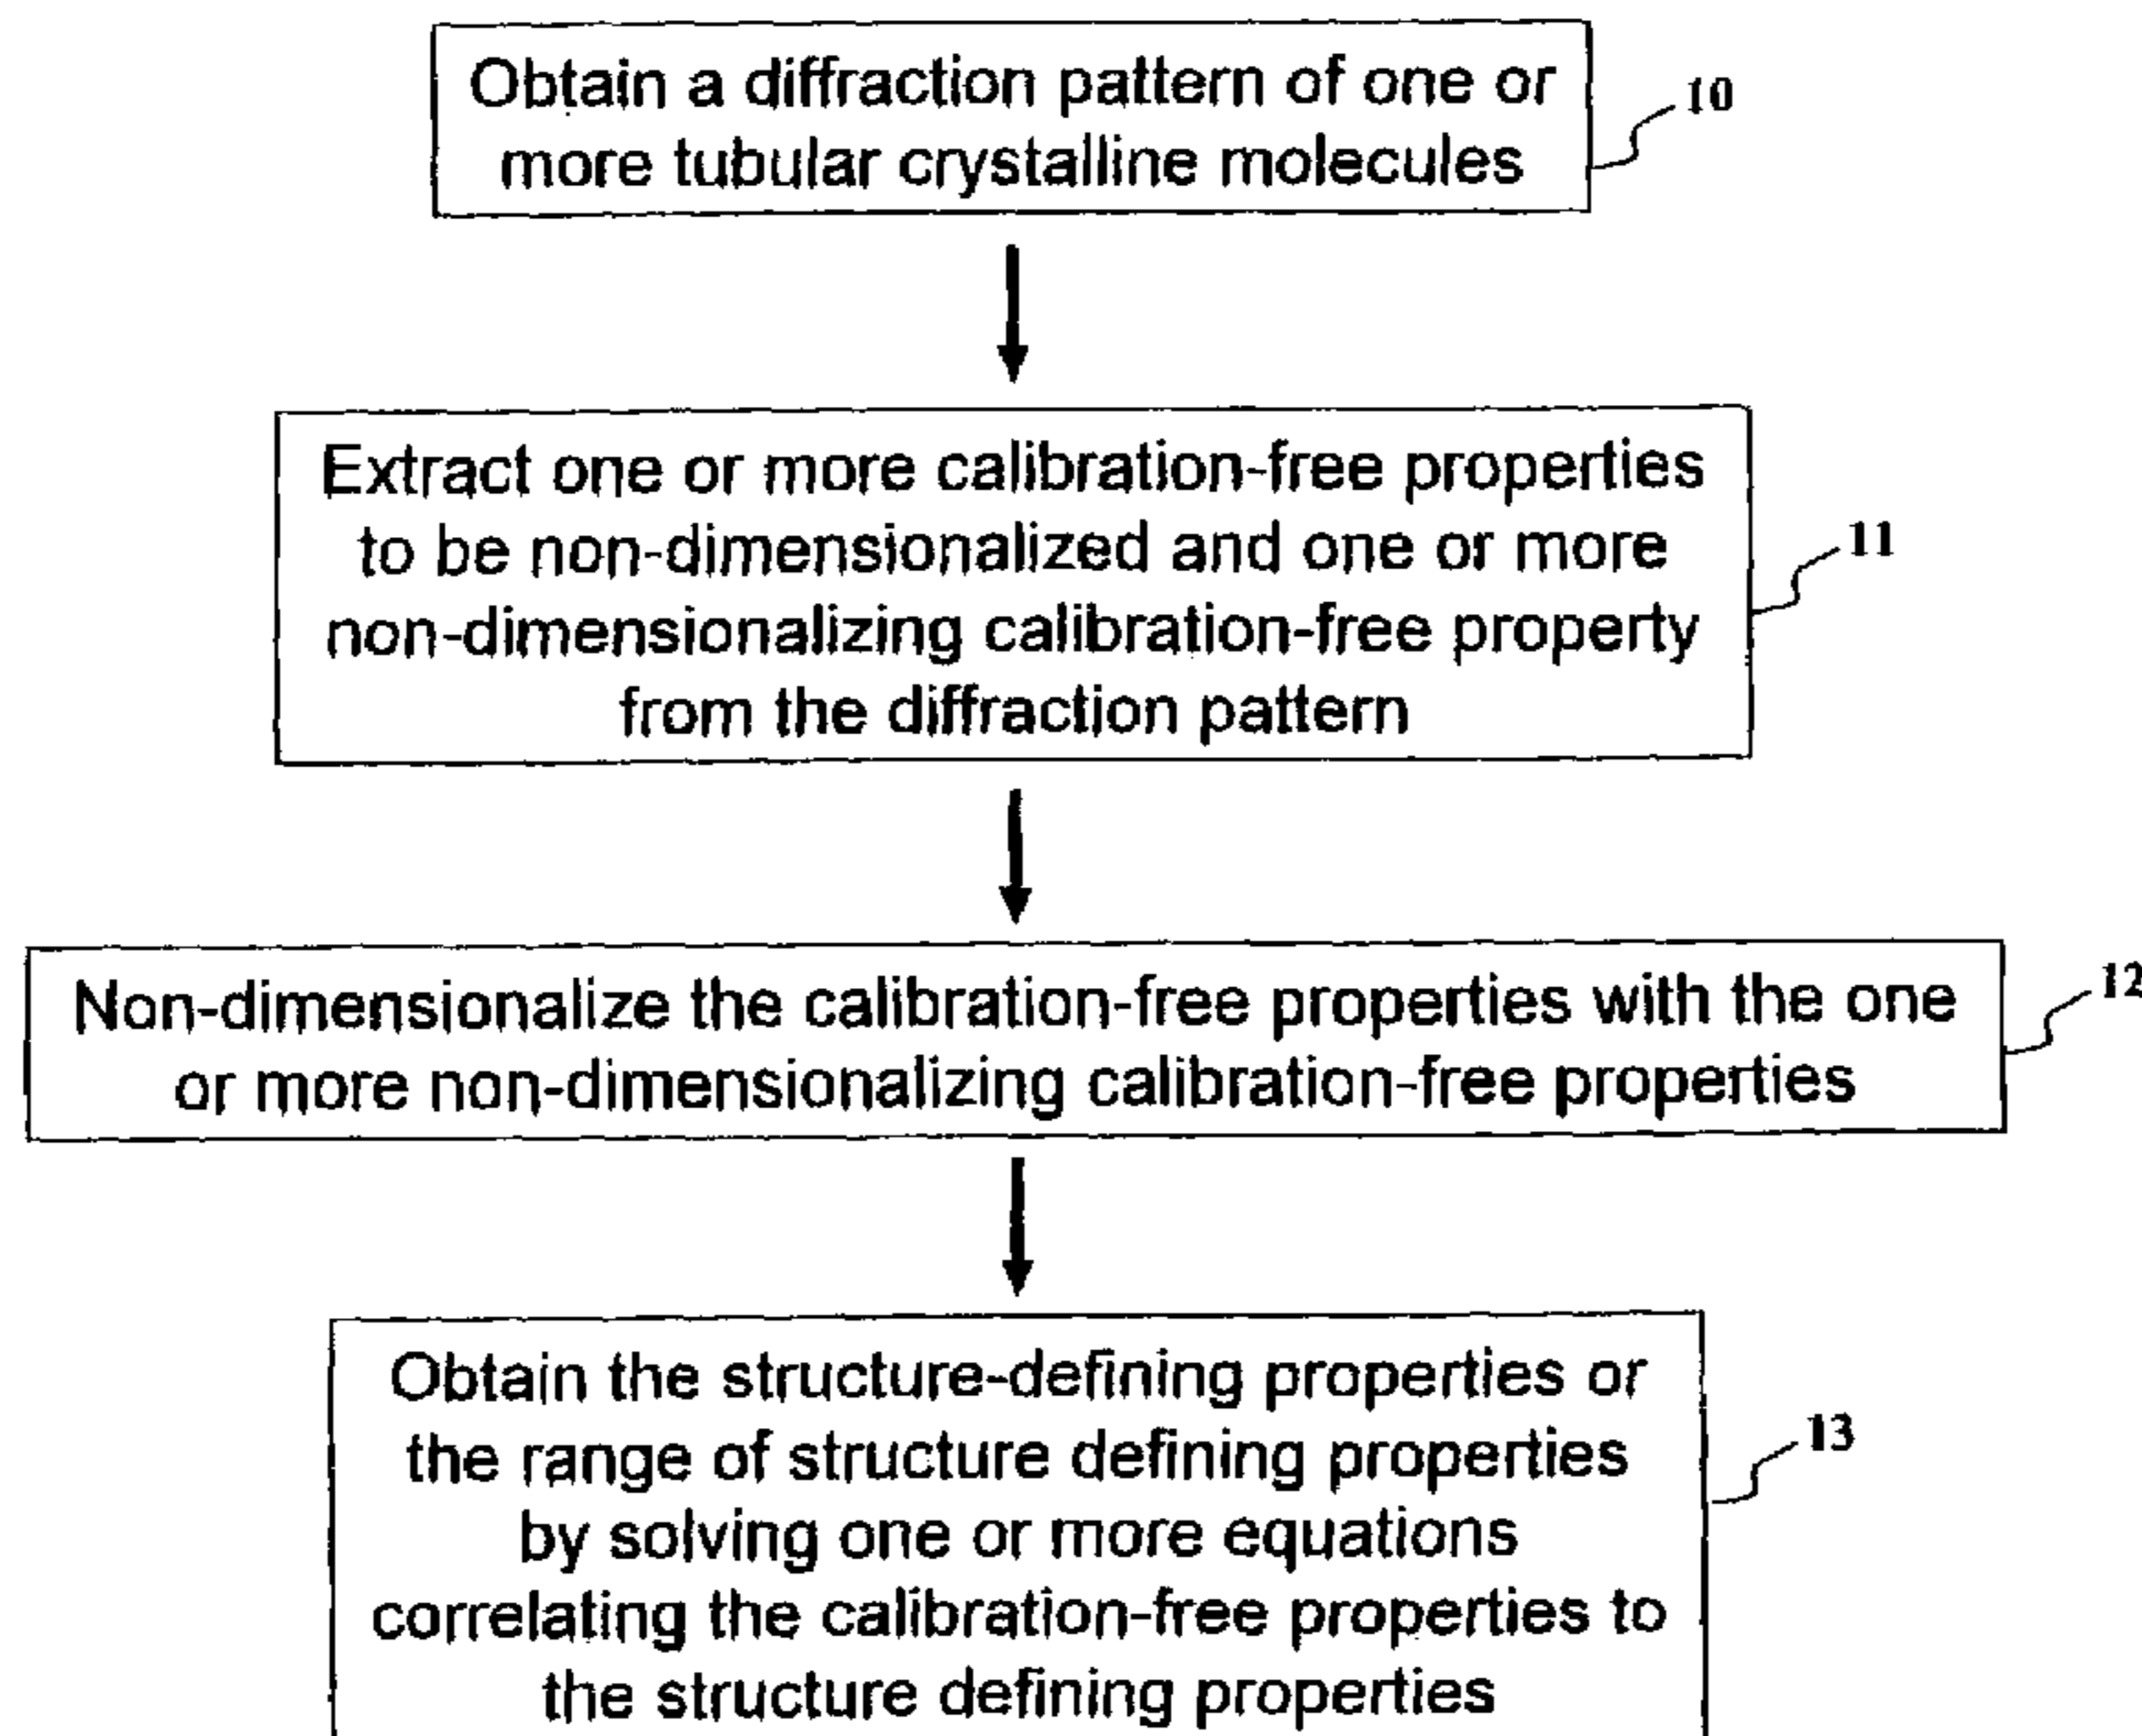 Obtain a diffraction pattern of one or
more tubular crystalline molecules
10
Extract one or more calibration-free properties
to be non-dimensionalized and one or more
non-dimensionalizing calibration-free property
from the diffraction pattern
11
Non-dimensionalize the calibration-free properties with the one
or more non-dimensionalizing calibration-free properties
12
Obtain the structure-defining properties or
the range of structure defining properties
by solving one or more equations
correlating the calibration-free properties to
the structure defining properties
13